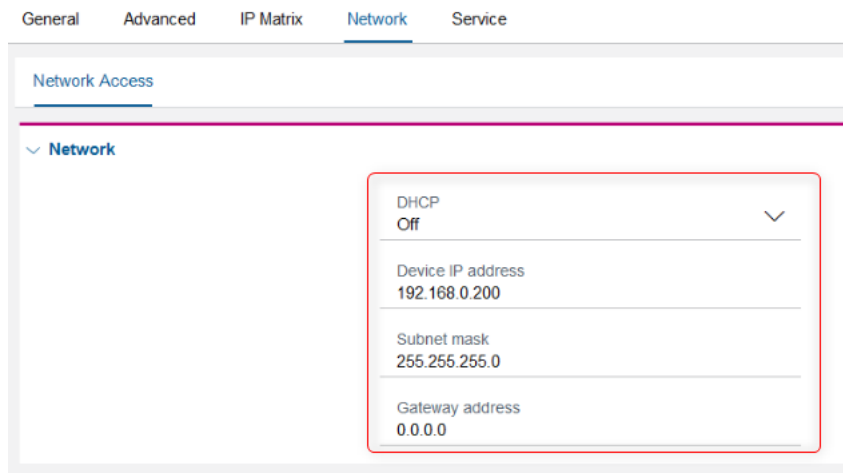 General Advanced IP Matrix Network Service
Network Access
Network
DHCP
Off
Device IP address
192.168.0.200
Subnet mask
255.255.255.0
Gateway address
0.0.0.0